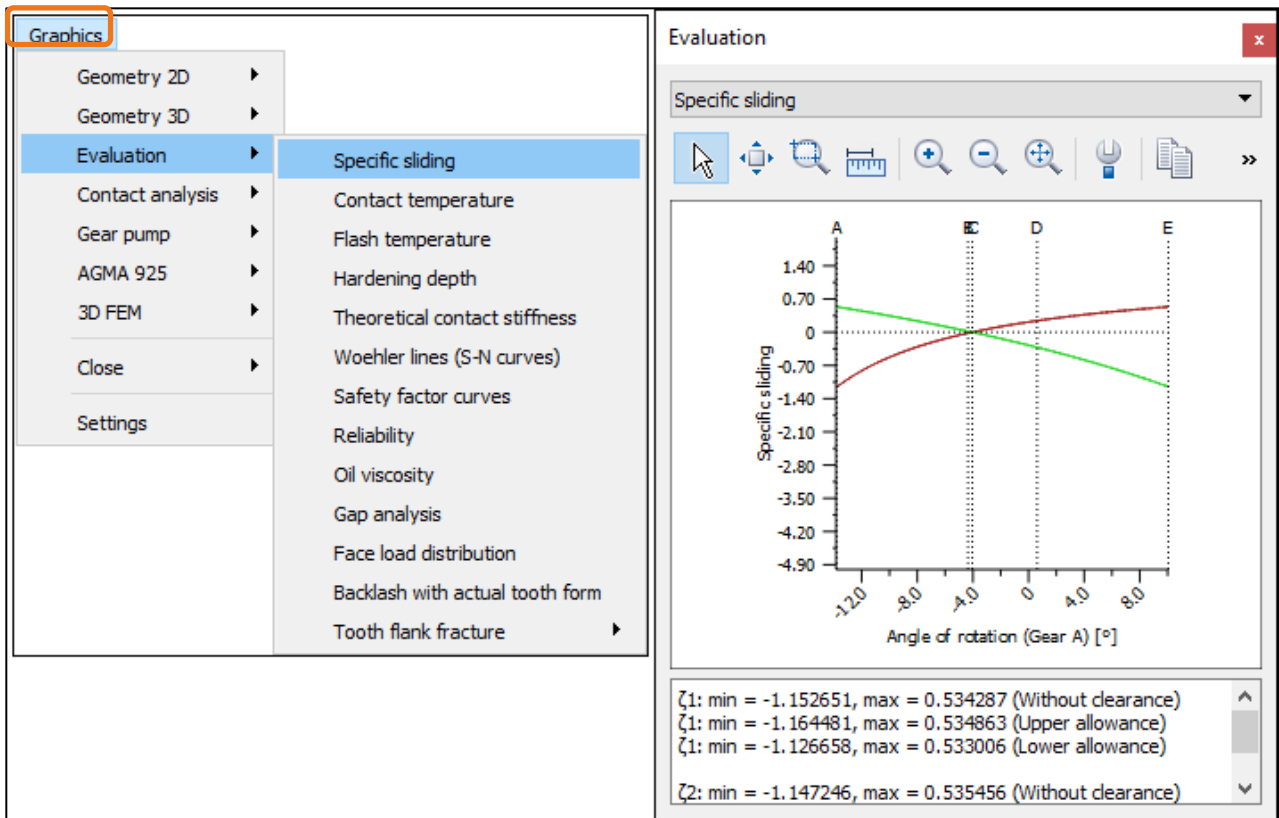 Graphics
Geometry 2D
Geometry 3D
Evaluation
Contact analysis
Gear pump
AGMA 925
3D FEM
Close
Settings
Specific sliding
Contact temperature
Flash temperature
Hardening depth
Theoretical contact stiffness
Woehler lines (S-N curves)
Safety factor curves
Reliability
Oil viscosity
Gap analysis
Face load distribution
Backlash with actual tooth form
Tooth flank fracture
Evaluation
x
Specific sliding
»
A B C D E
1.40
0.70
0
-0.70
-1.40
-2.10
-2.80
-3.50
-4.20
-4.90
Specific sliding
-12.0 -8.0 -4.0 0 4.0 8.0
Angle of rotation (Gear A) [°]
ζ1: min = -1.152651, max = 0.534287 (Without clearance)
ζ1: min = -1.164481, max = 0.534863 (Upper allowance)
ζ1: min = -1.126658, max = 0.533006 (Lower allowance)
ζ2: min = -1.147246, max = 0.535456 (Without clearance)